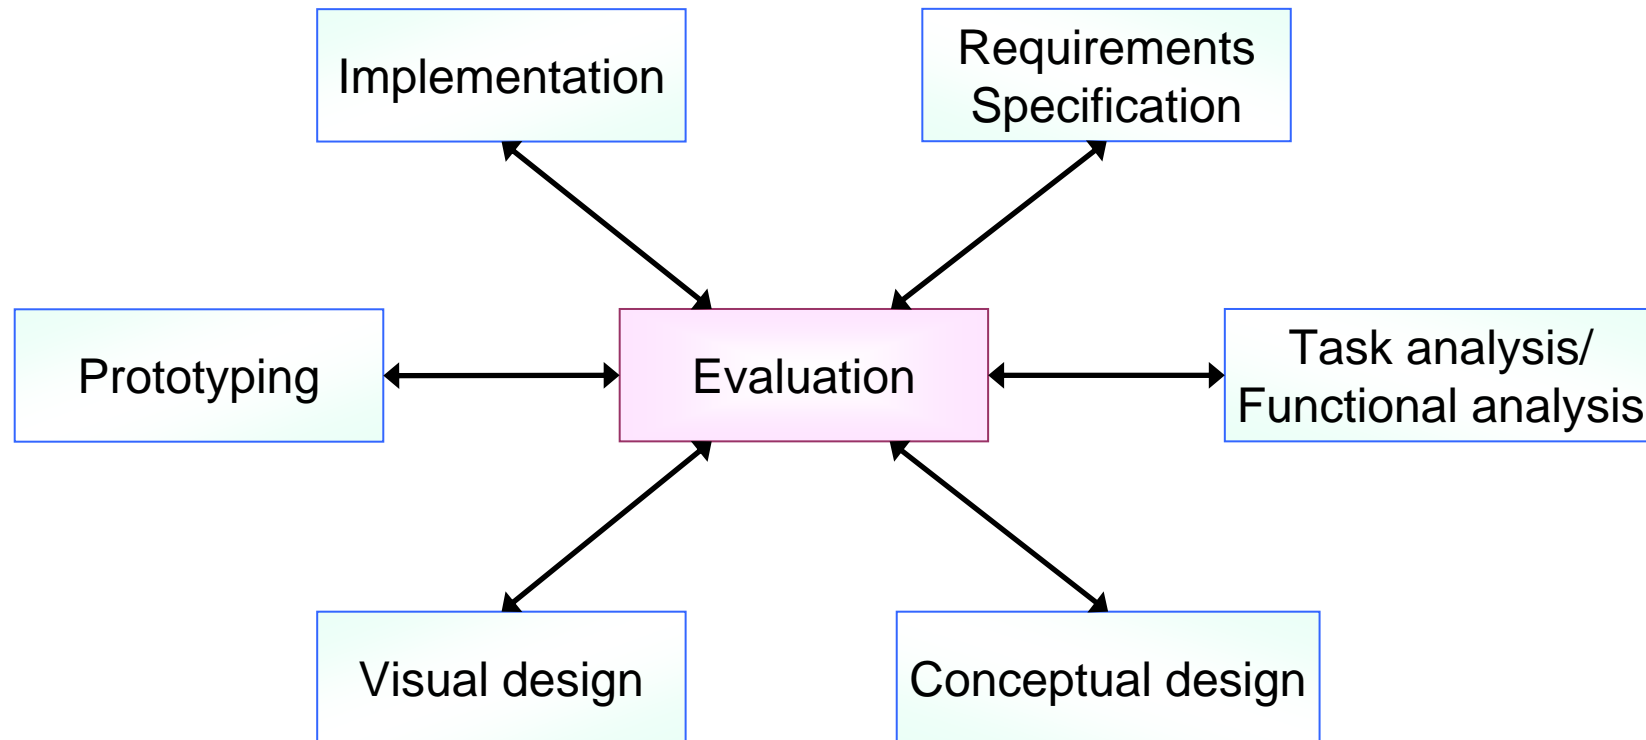 Implementation
Requirements
Specification
Prototyping
Evaluation
Task analysis/
Functional analysis
Visual design
Conceptual design